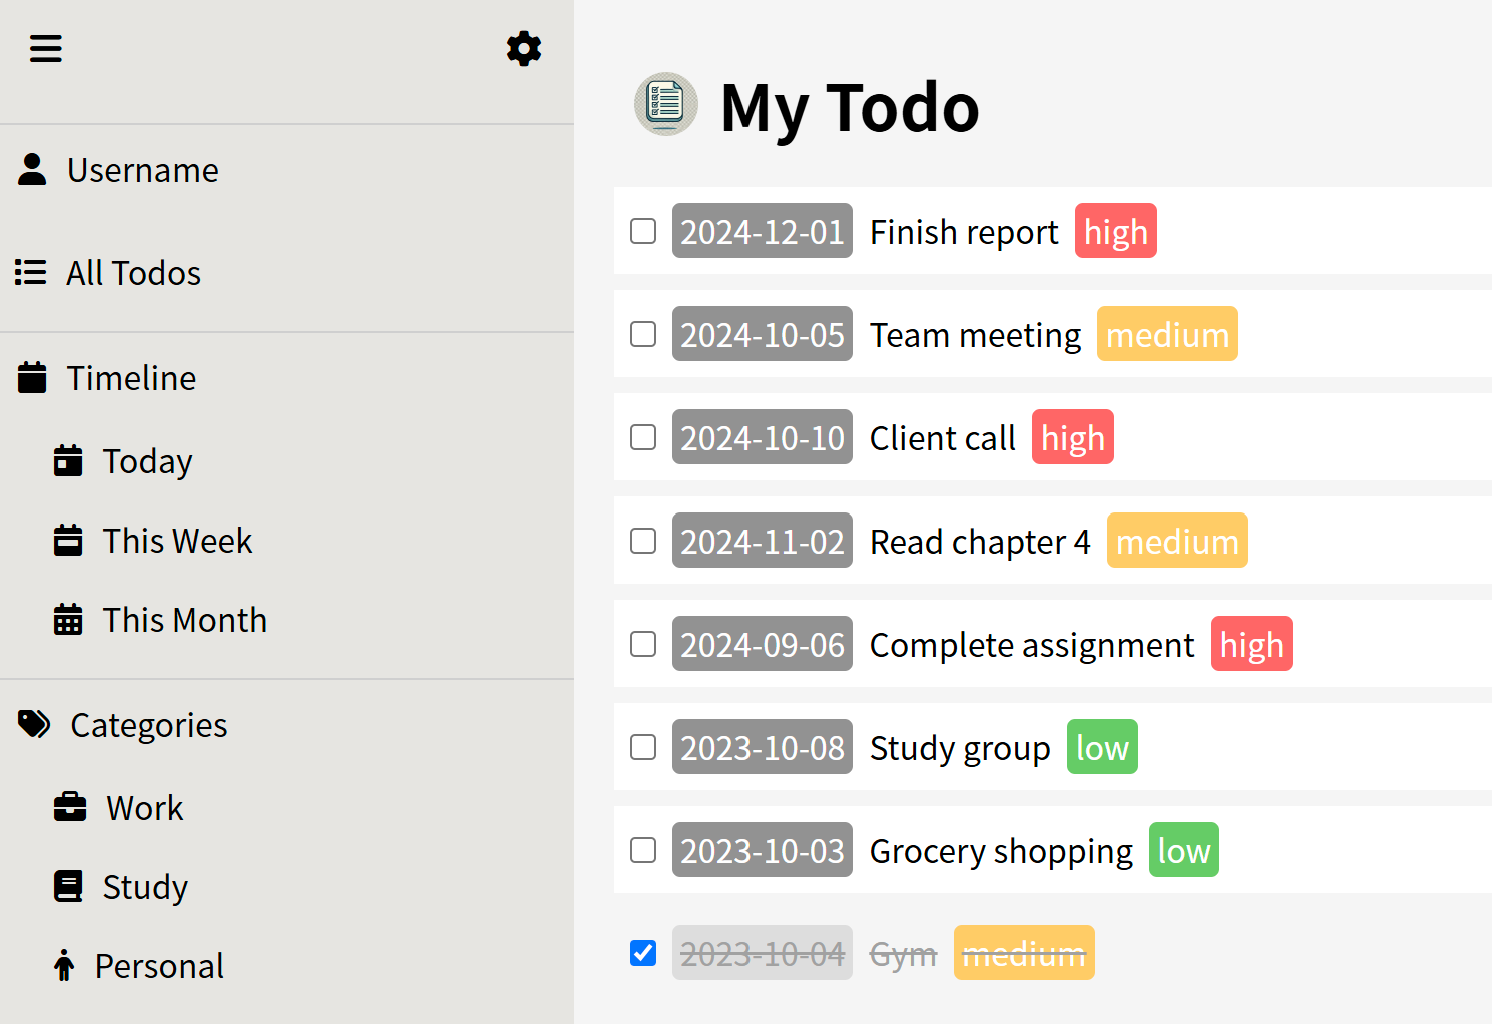 Username
All Todos
Timeline
Today
This Week
This Month
Categories
Work
Study
Personal
My Todo
2024-12-01 Finish report high
2024-10-05 Team meeting medium
2024-10-10 Client call high
2024-11-02 Read chapter 4 medium
2024-09-06 Complete assignment high
2023-10-08 Study group low
2023-10-03 Grocery shopping low
2023-10-04 Gym medium